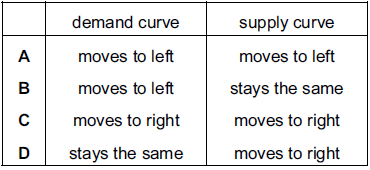 demand curve supply curve
A moves to left moves to left
B moves to left stays the same
C moves to right moves to right
D stays the same moves to right